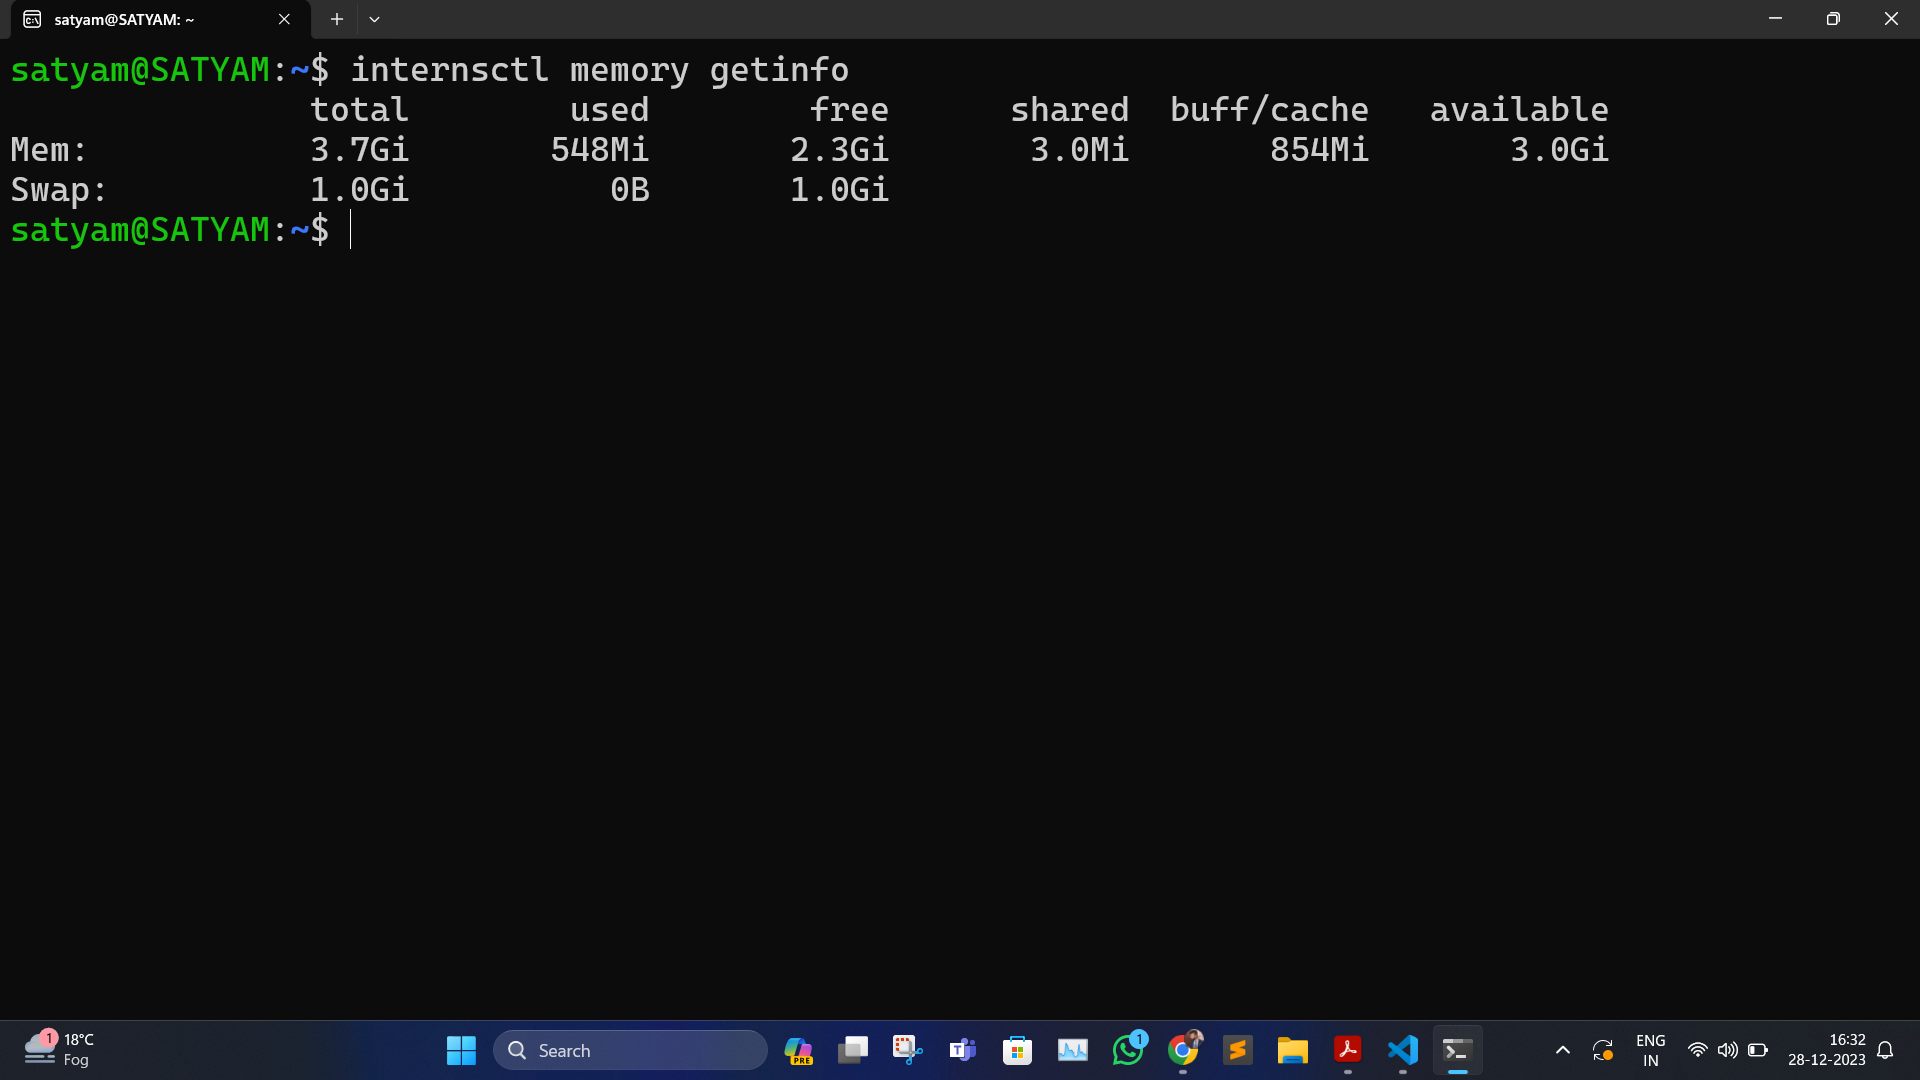 satyam@SATYAM: ~
satyam@SATYAM:~$ internsctl memory getinfo
total used free shared buff/cache available
Mem: 3.7Gi 548Mi 2.3Gi 3.0Mi 854Mi 3.0Gi
Swap: 1.0Gi 0B 1.0Gi
satyam@SATYAM:~$
1
18°C
Fog
Search
PRE
T
1
ENG
IN
16:32
28-12-2023